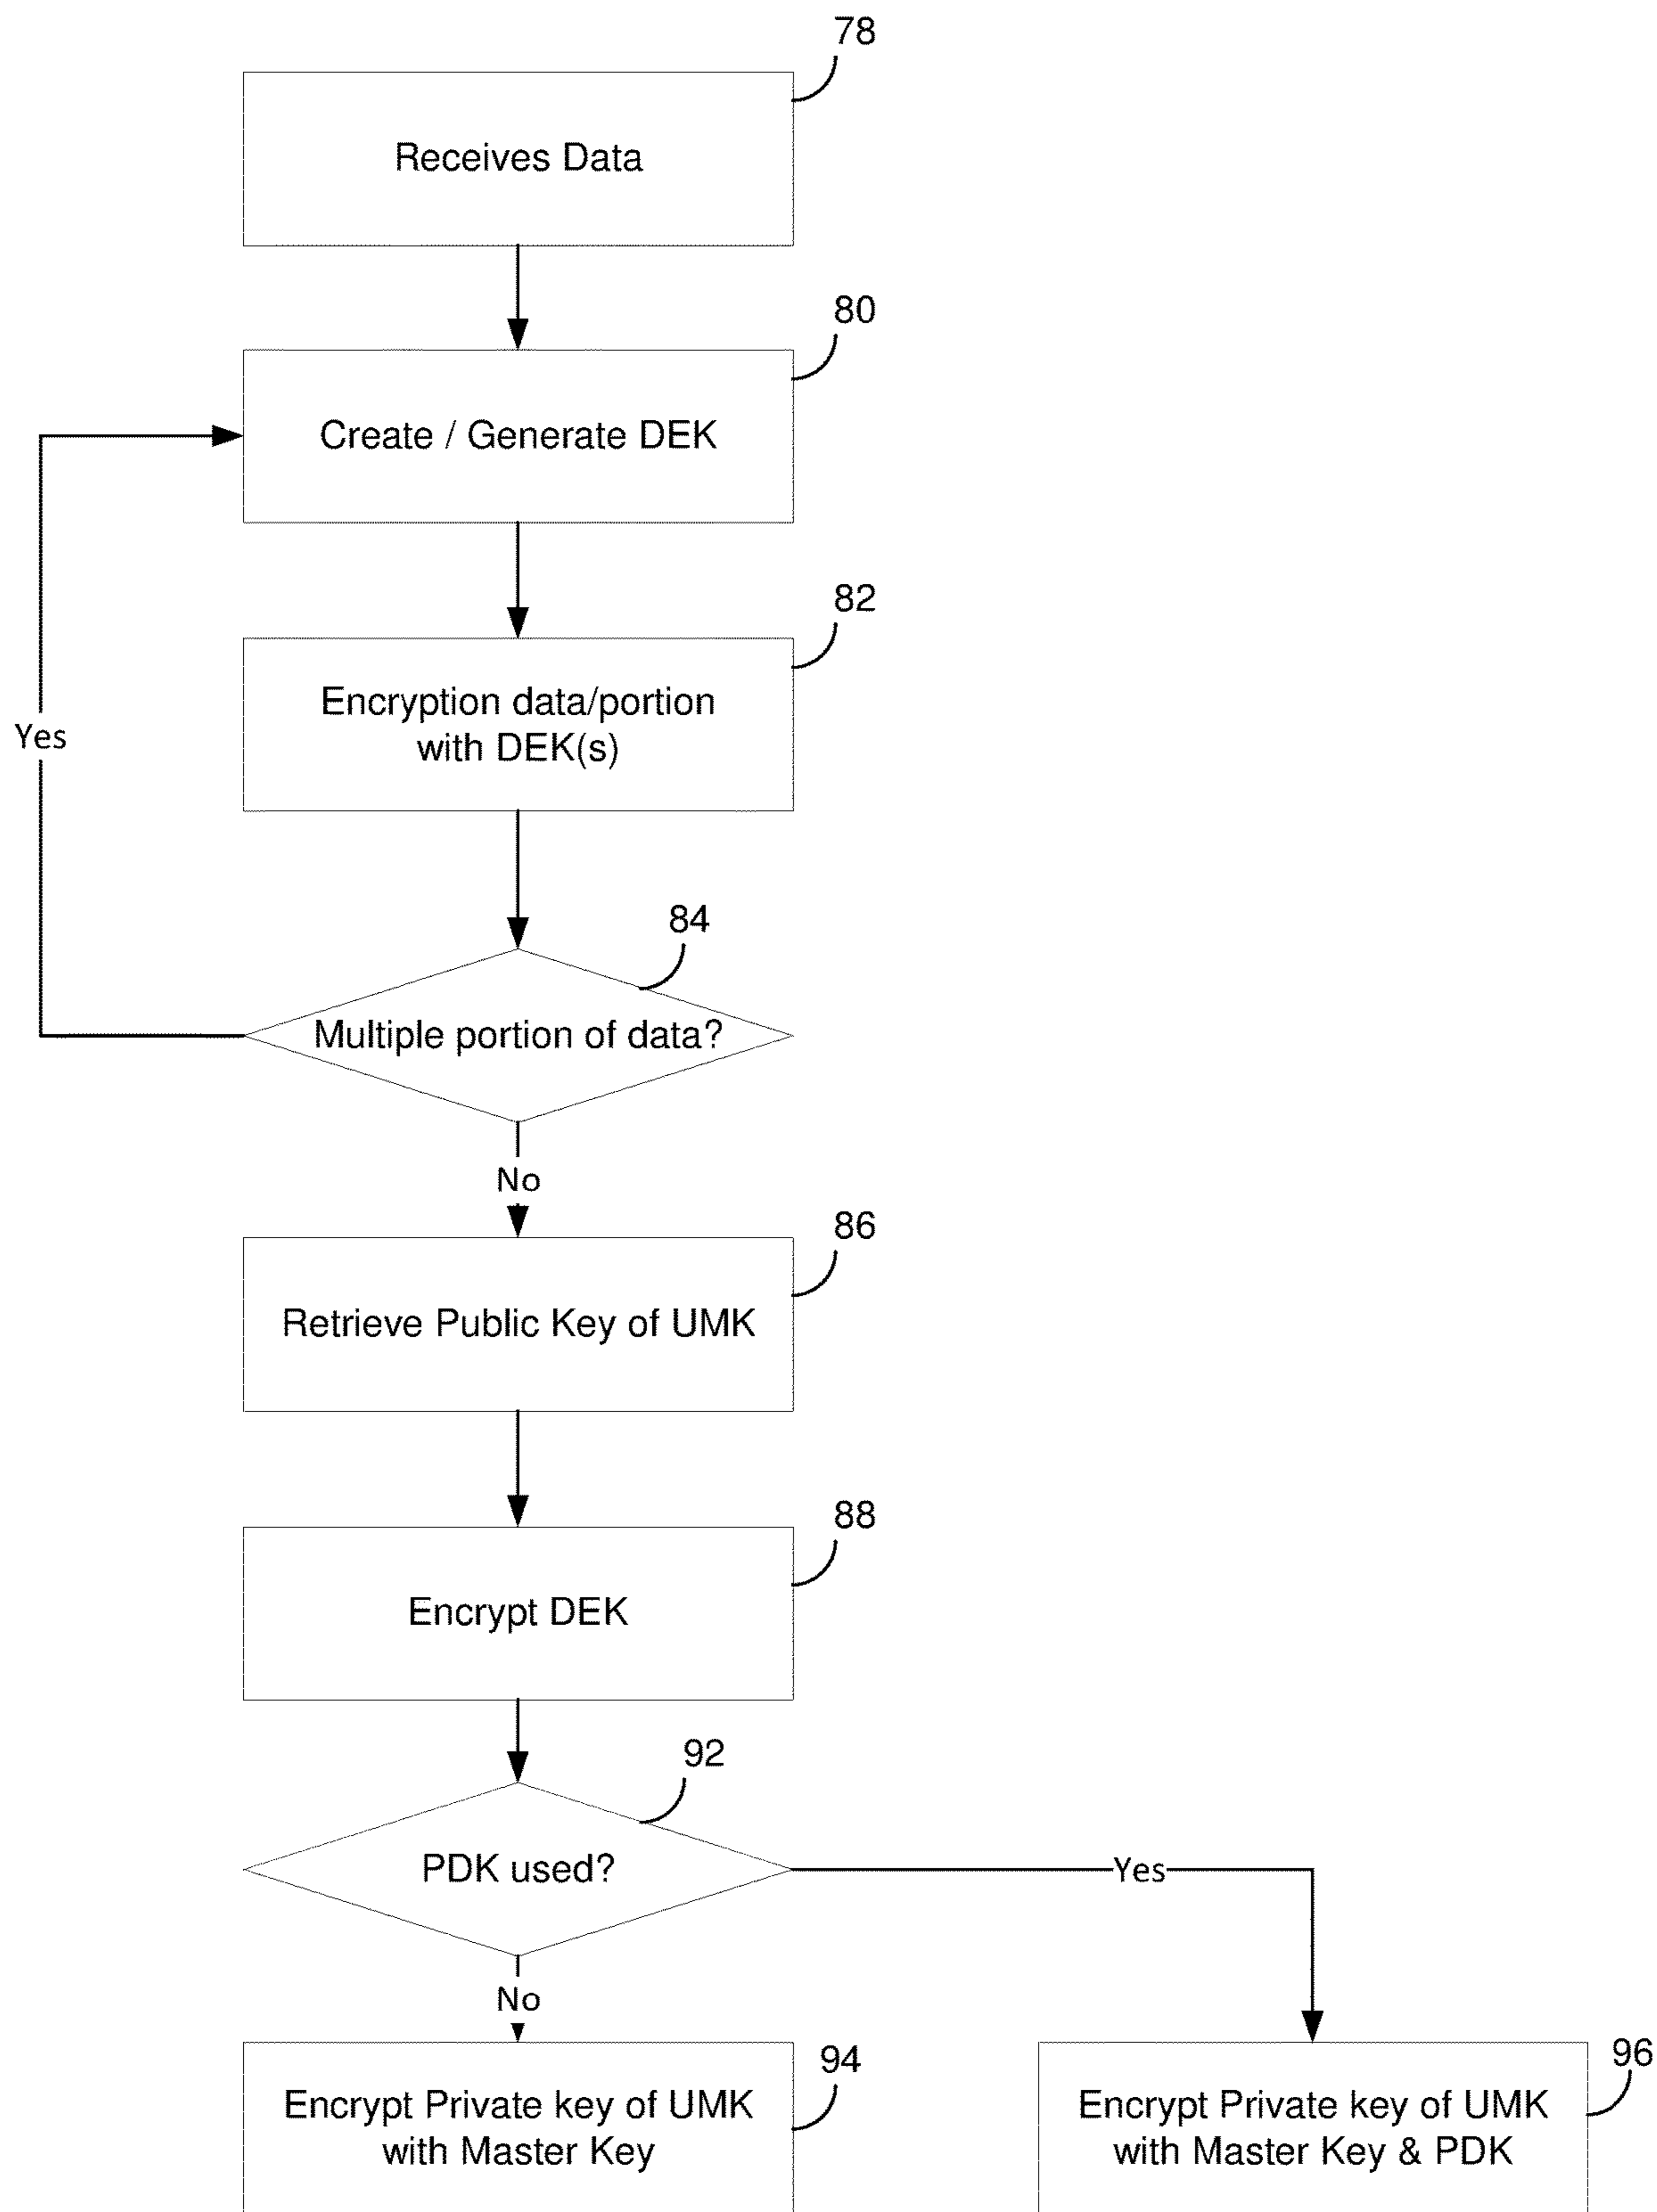 78
Receives Data
80
Create / Generate DEK
82
Encryption data/portion
with DEK(s)
Yes
84
Multiple portion of data?
No
86
Retrieve Public Key of UMK
88
Encrypt DEK
92
PDK used?
Yes
No
94
Encrypt Private key of UMK
with Master Key
96
Encrypt Private key of UMK
with Master Key & PDK